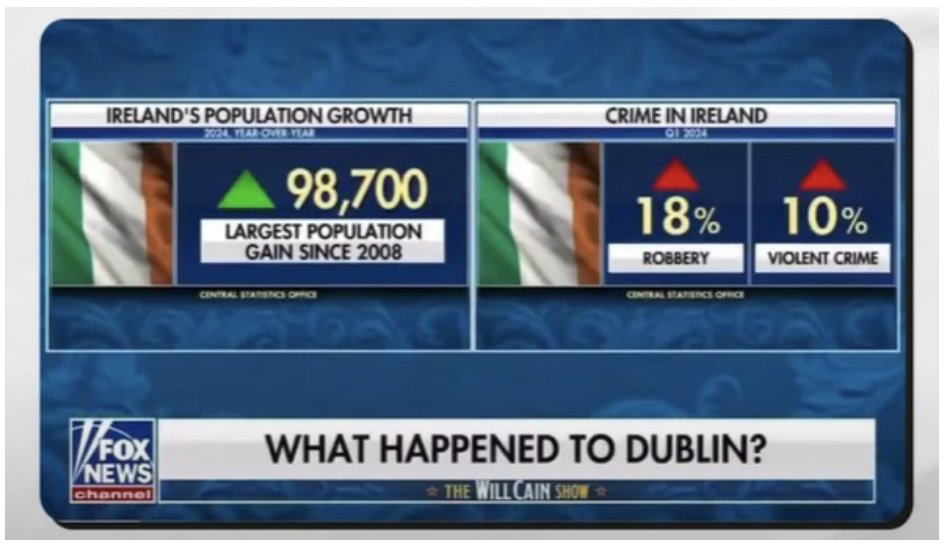 IRELAND'S POPULATION GROWTH
2024, YEAR-OVER-YEAR
98,700
LARGEST POPULATION
GAIN SINCE 2008
CENTRAL STATISTICS OFFICE
CRIME IN IRELAND
Q1 2024
18%
ROBBERY
10%
VIOLENT CRIME
CENTRAL STATISTICS OFFICE
FOX
NEWS
channel
WHAT HAPPENED TO DUBLIN?
THE WILL CAIN SHOW